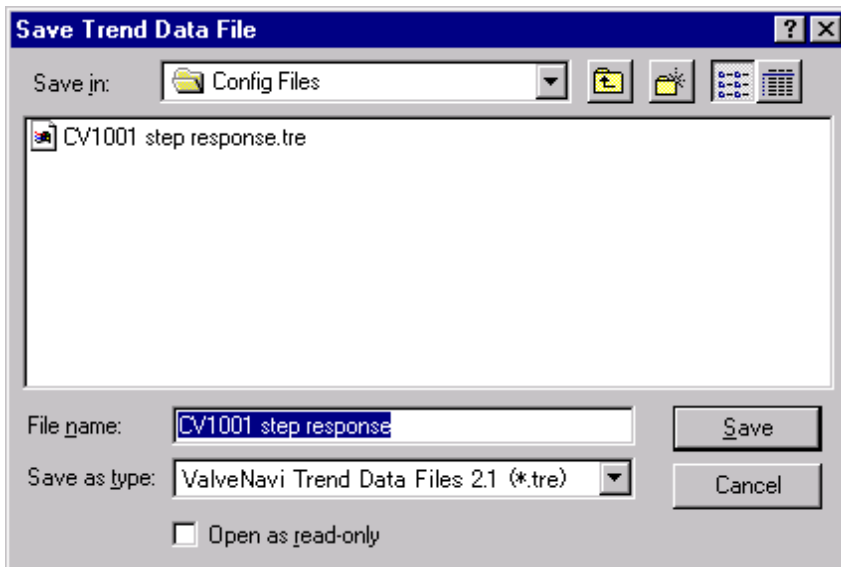 Save Trend Data File
Save in: Config Files
CV1001 step response.tre
File name: CV1001 step response Save
Save as type: ValveNavi Trend Data Files 2.1 (*.tre) Cancel
Open as read-only